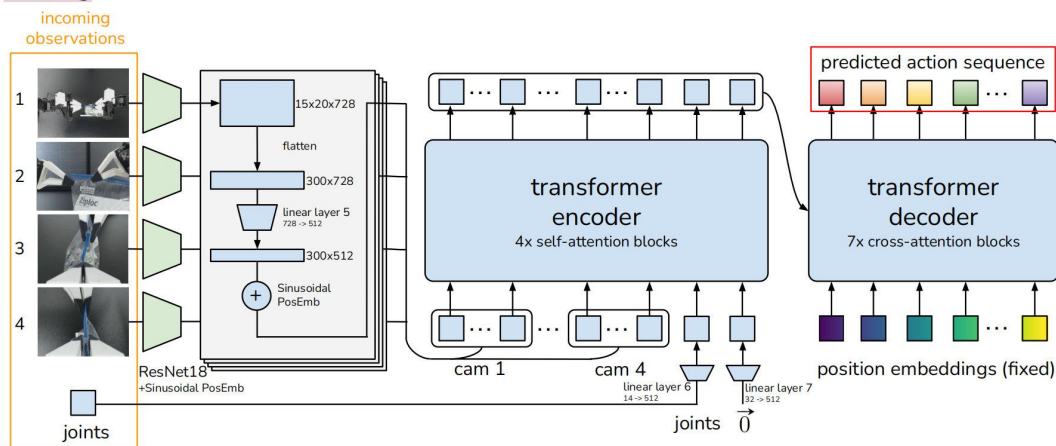 incoming
observations
1
2
3
4
joints
ResNet18
+Sinusoidal PosEmb
15x20x728
flatten
300x728
linear layer 5
728 -> 512
300x512
+
Sinusoidal
PosEmb
transformer
encoder
4x self-attention blocks
cam 1
cam 4
linear layer 6
14 -> 512
joints
linear layer 7
32 -> 512
0
predicted action sequence
transformer
decoder
7x cross-attention blocks
position embeddings (fixed)
Ziploc